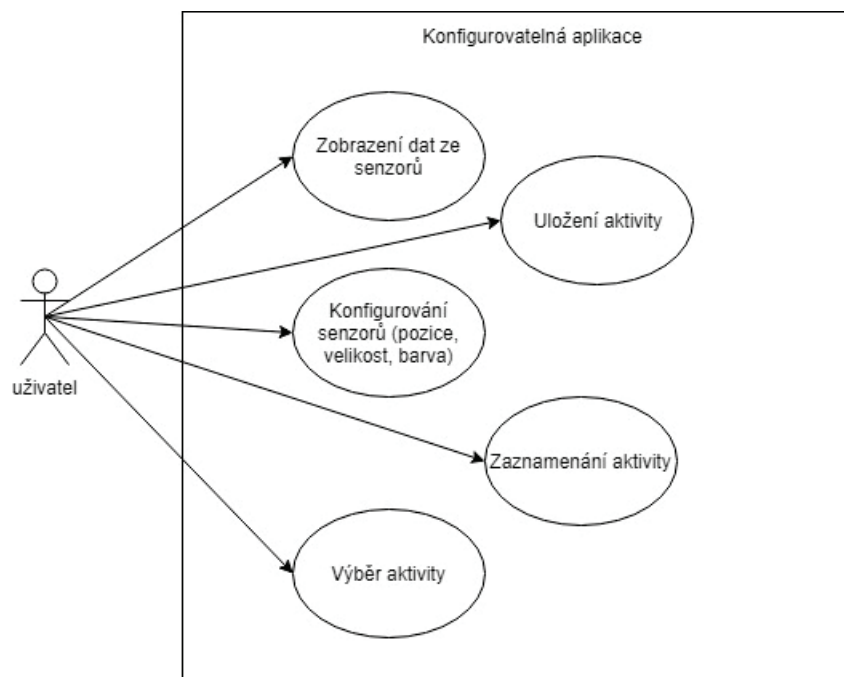 Konfigurovatelná aplikace
Zobrazení dat ze
senzorů
Uložení aktivity
Konfigurování
senzorů (pozice,
velikost, barva)
uživatel
Zaznamenání aktivity
Výběr aktivity